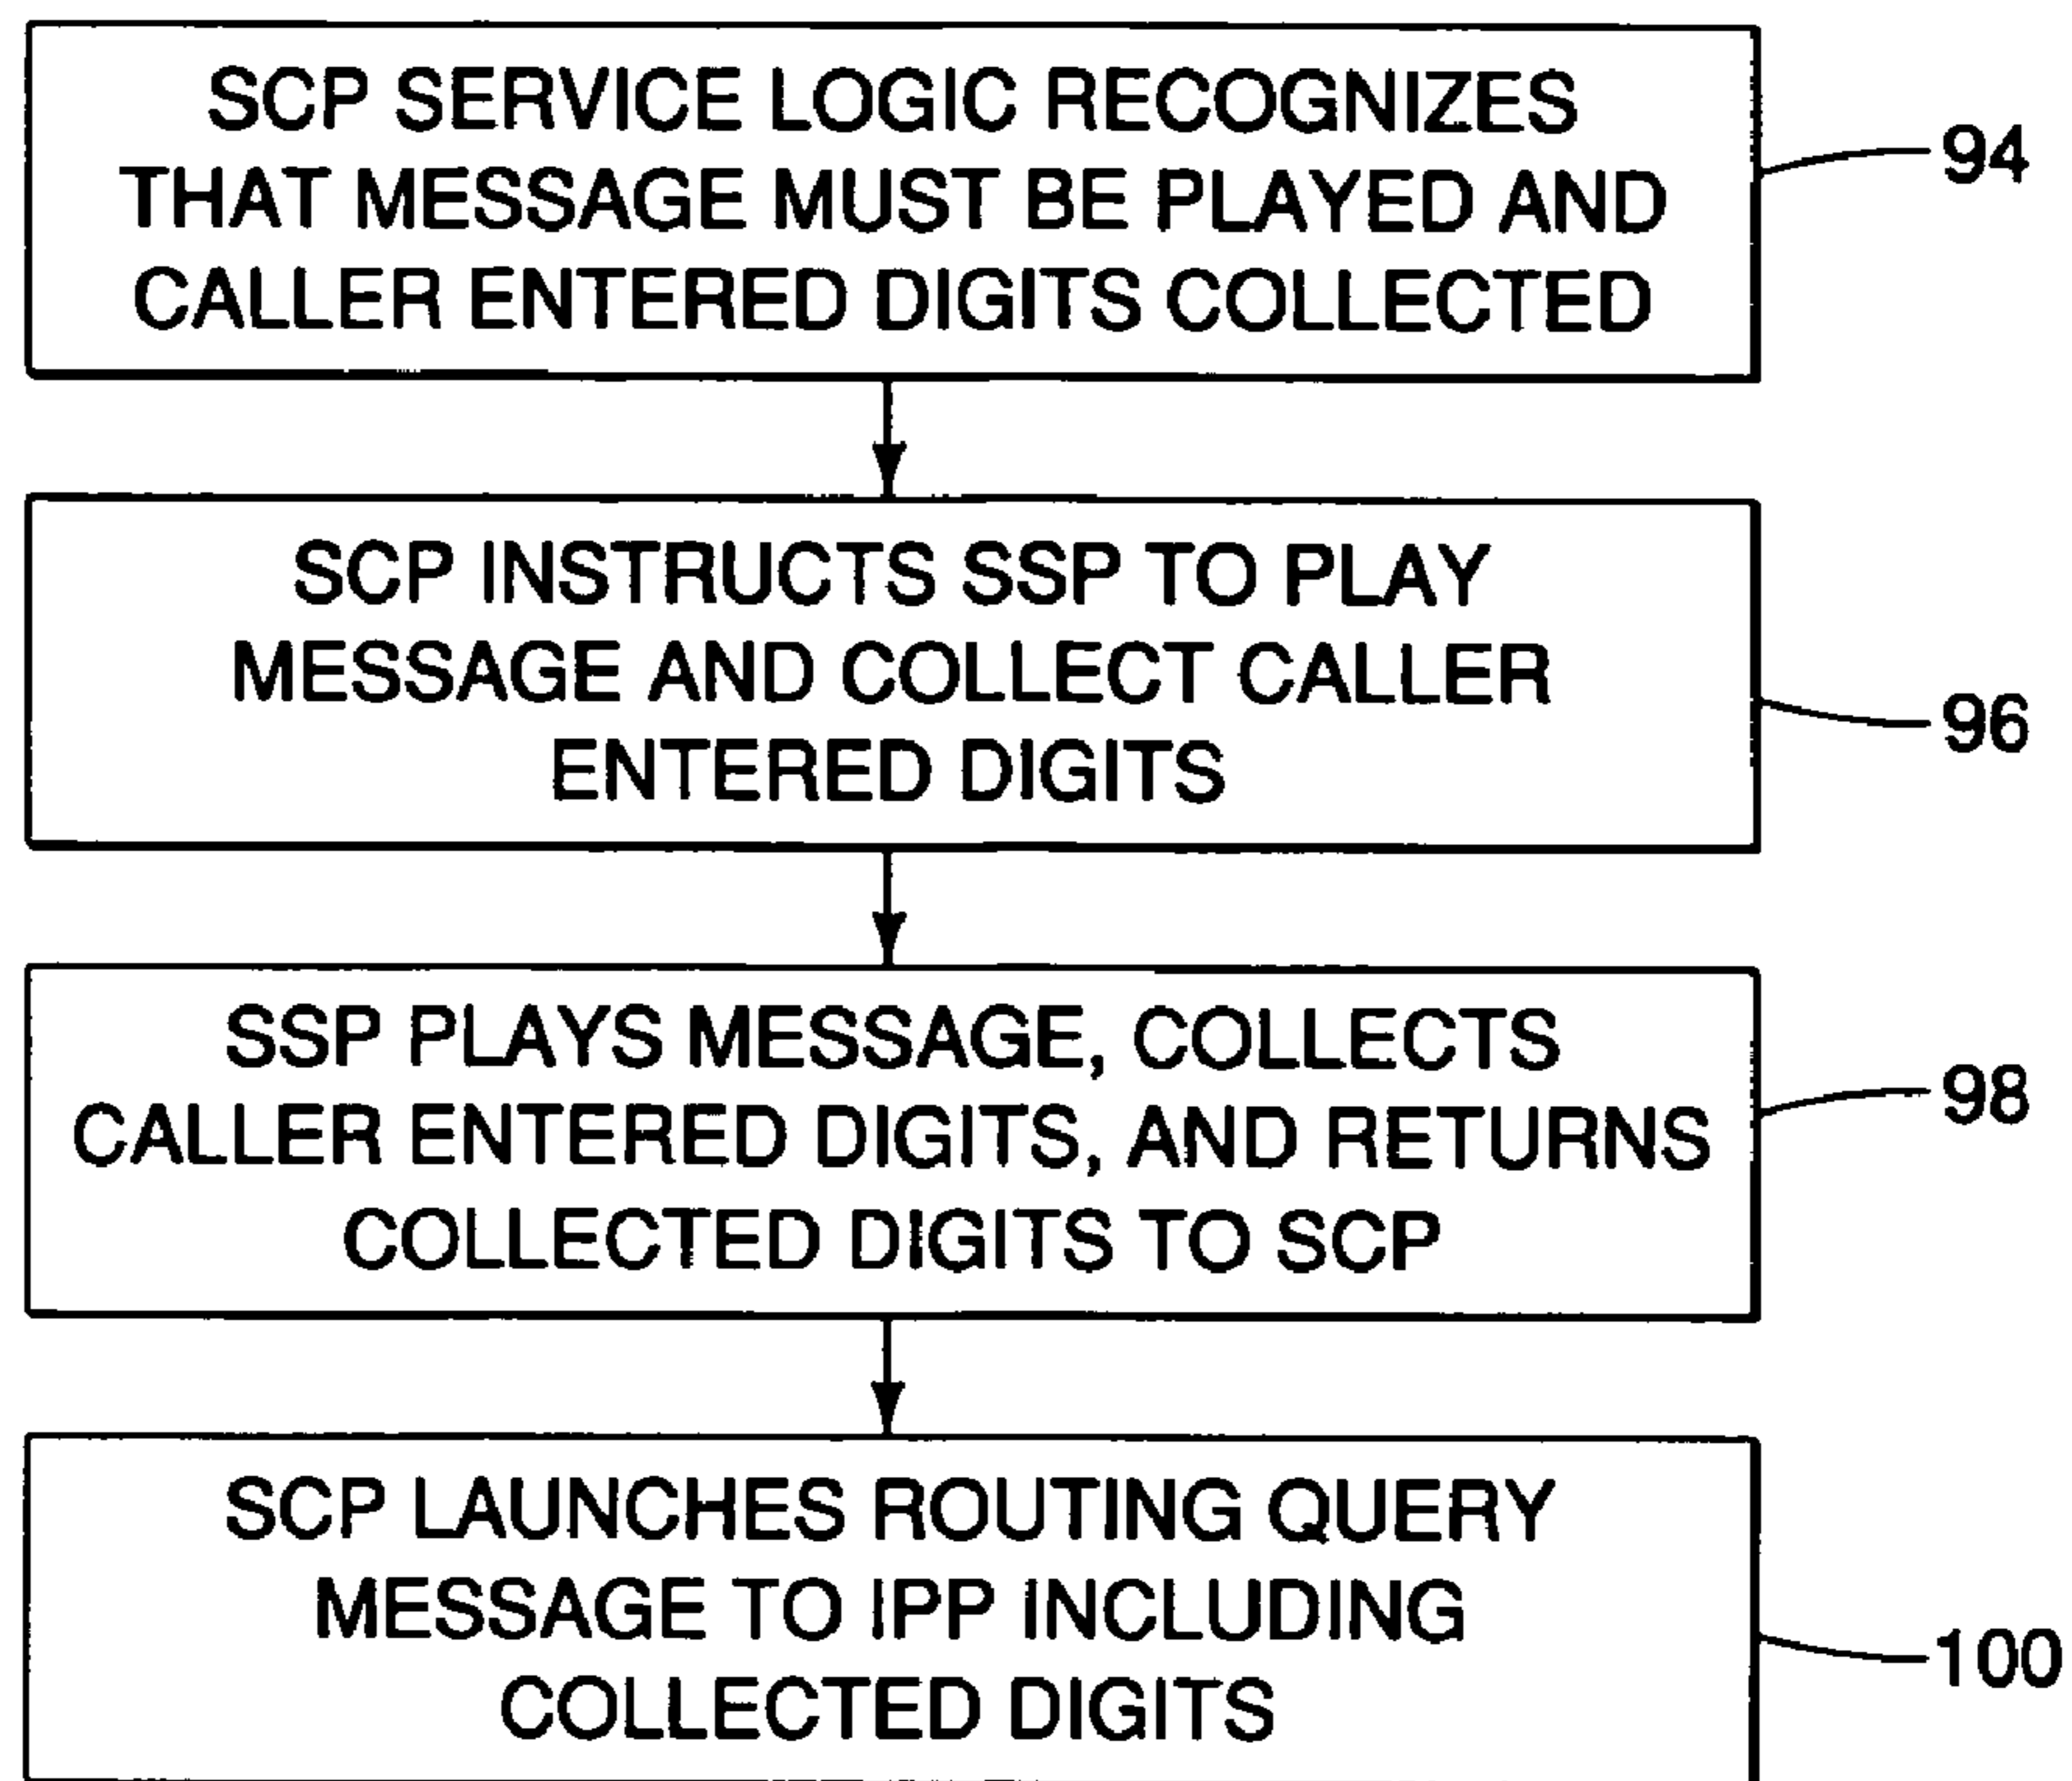 SCP SERVICE LOGIC RECOGNIZES
THAT MESSAGE MUST BE PLAYED AND
CALLER ENTERED DIGITS COLLECTED
94
SCP INSTRUCTS SSP TO PLAY
MESSAGE AND COLLECT CALLER
ENTERED DIGITS
96
SSP PLAYS MESSAGE, COLLECTS
CALLER ENTERED DIGITS, AND RETURNS
COLLECTED DIGITS TO SCP
98
SCP LAUNCHES ROUTING QUERY
MESSAGE TO IPP INCLUDING
COLLECTED DIGITS
100